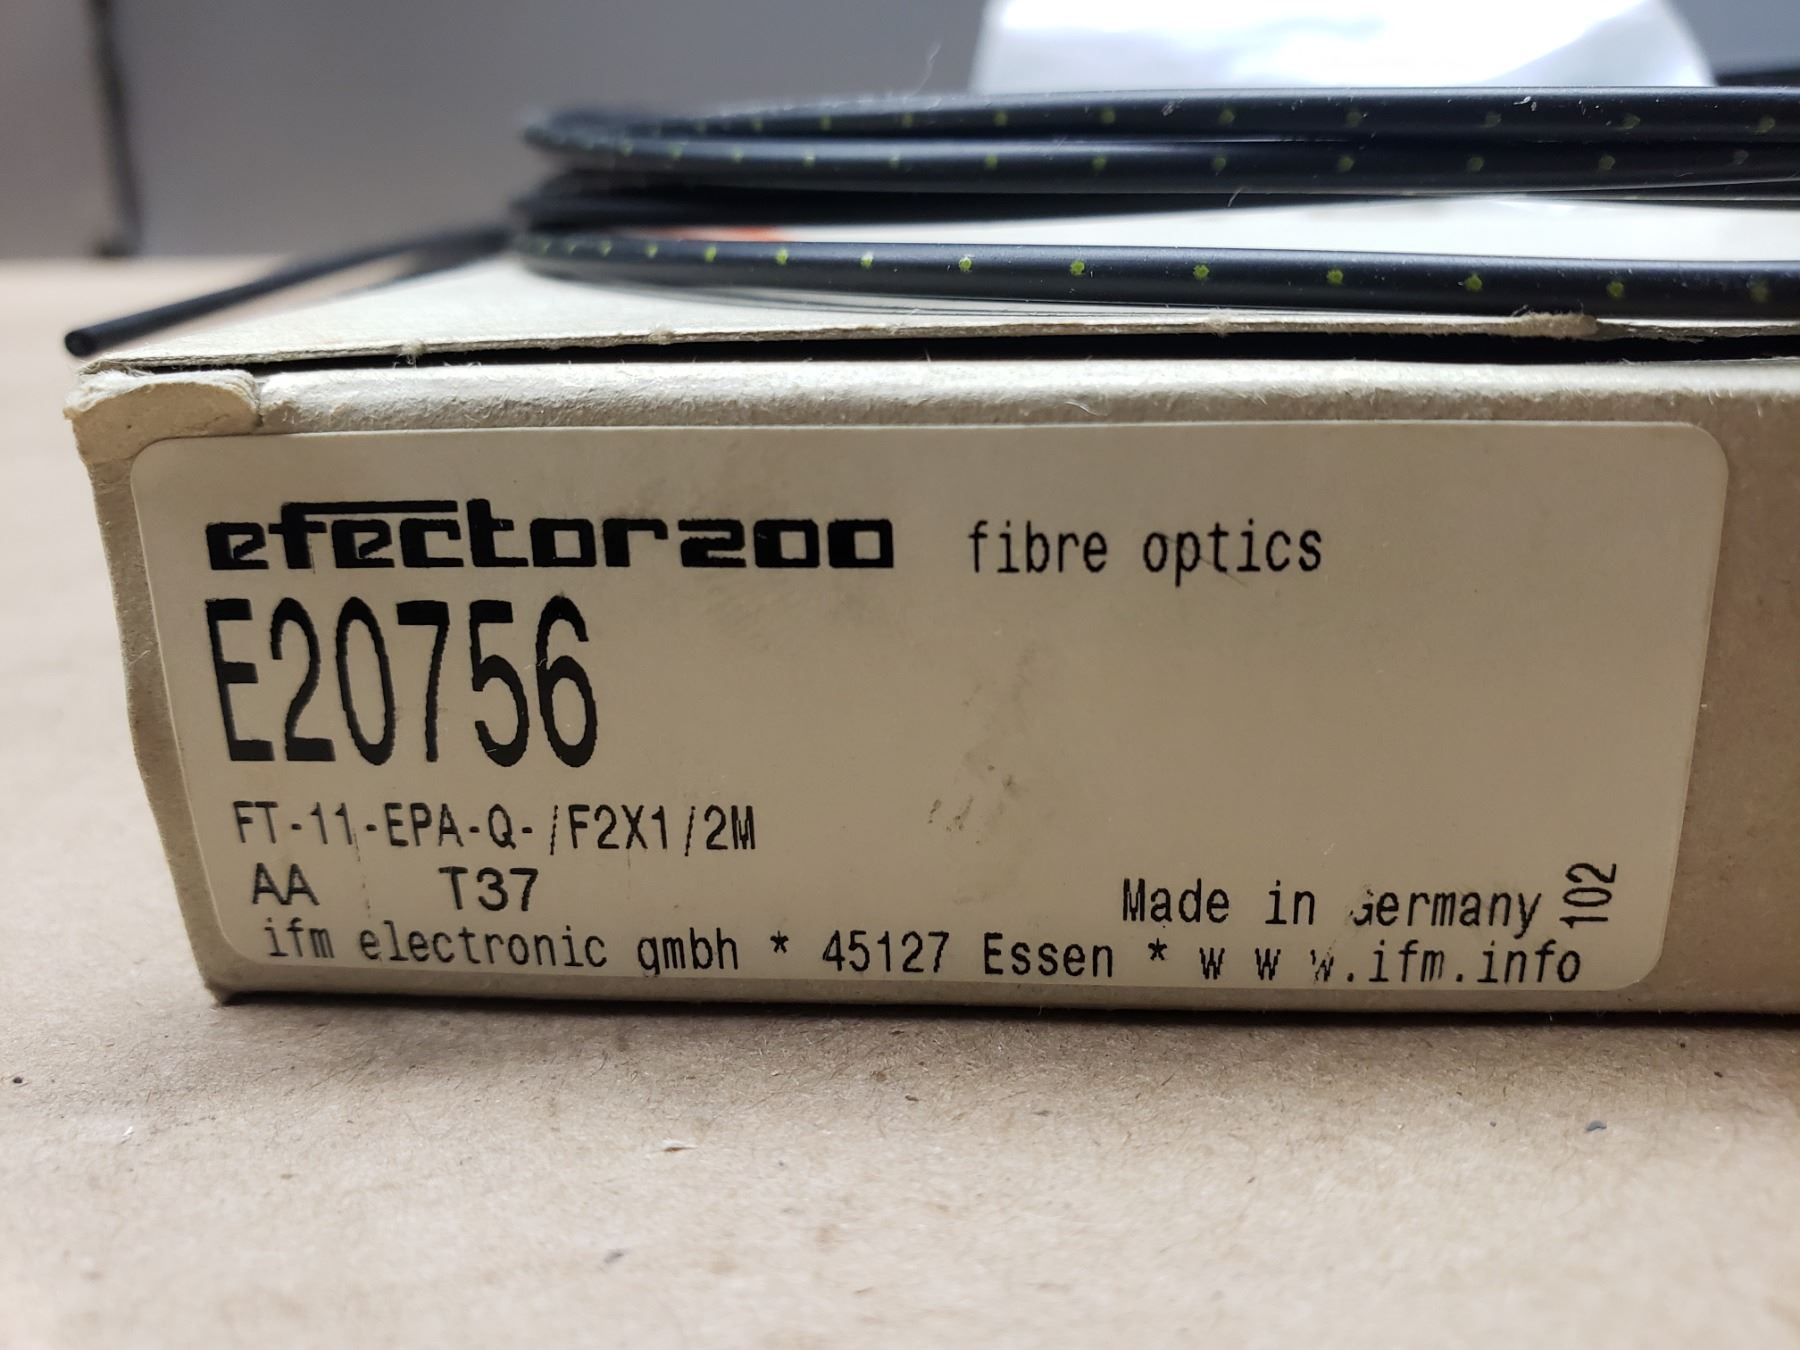 efector200 fibre optics
E20756
FT-11-EPA-Q-/F2X1/2M
AA T37
Made in Germany 102
ifm electronic gmbh * 45127 Essen * w w w.ifm.info